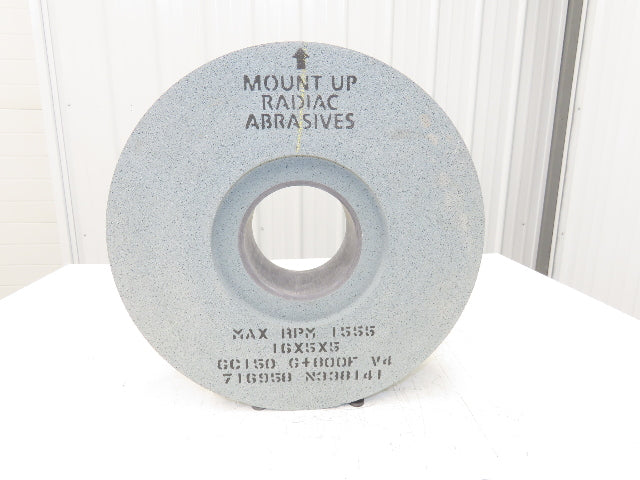 MOUNT UP
RADIAC
ABRASIVES
MAX RPM 1555
16X5X5
GC150 G+800F V4
716950 N338141